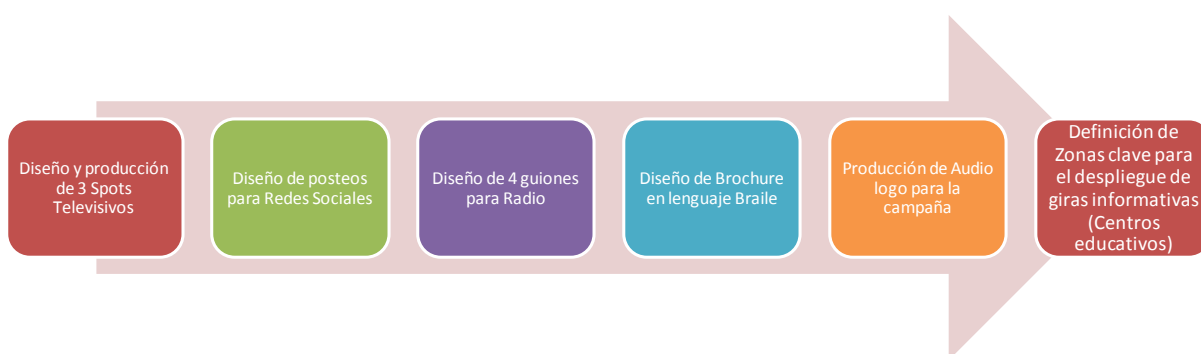 Diseño y producción
de 3 Spots
Televisivos
Diseño de posteos
para Redes Sociales
Diseño de 4 guiones
para Radio
Diseño de Brochure
en lenguaje Braile
Producción de Audio
logo para la
campaña
Definición de
Zonas clave para
el despliegue de
giras informativas
(Centros
educativos)